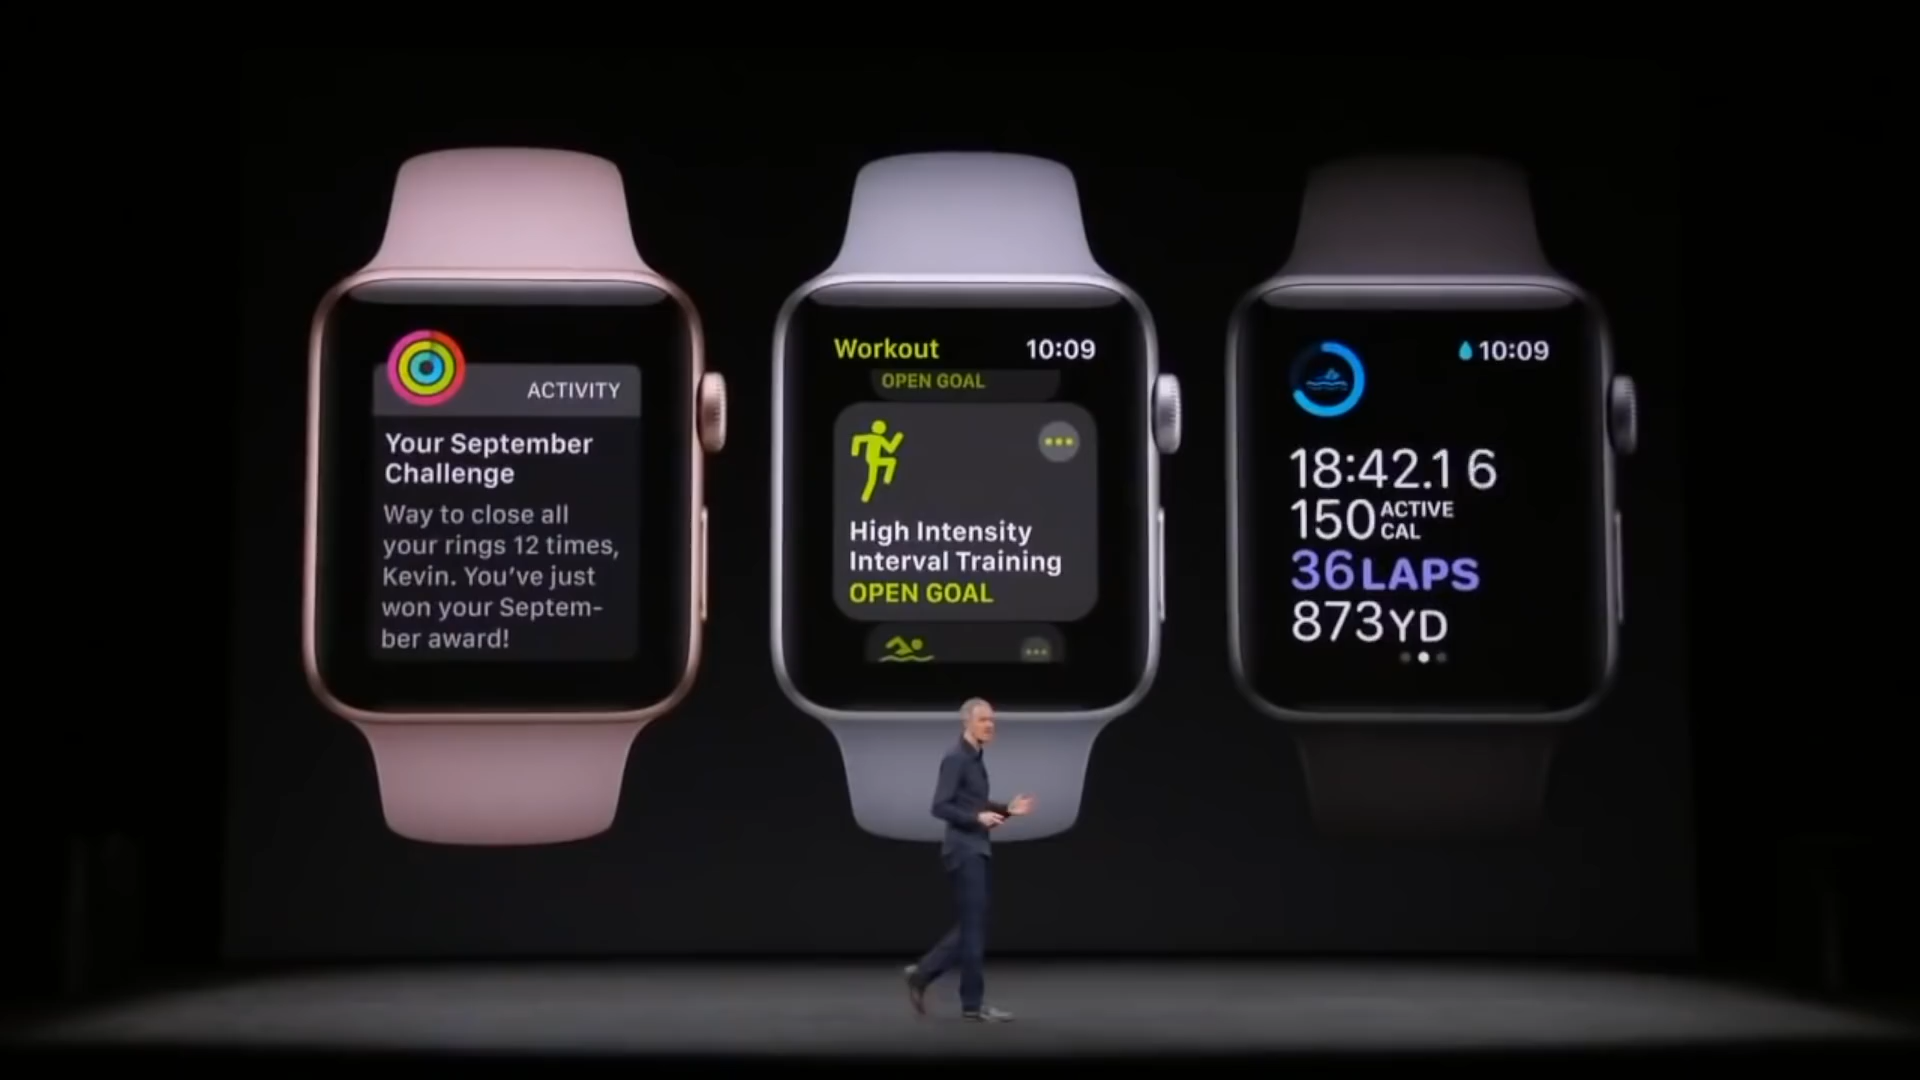 ACTIVITY
Your September
Challenge
Way to close all
your rings 12 times,
Kevin. You've just
won your Septem-
ber award!
Workout 10:09
OPEN GOAL
High Intensity
Interval Training
OPEN GOAL
10:09
18:42.16
150 ACTIVE
CAL
36 LAPS
873YD